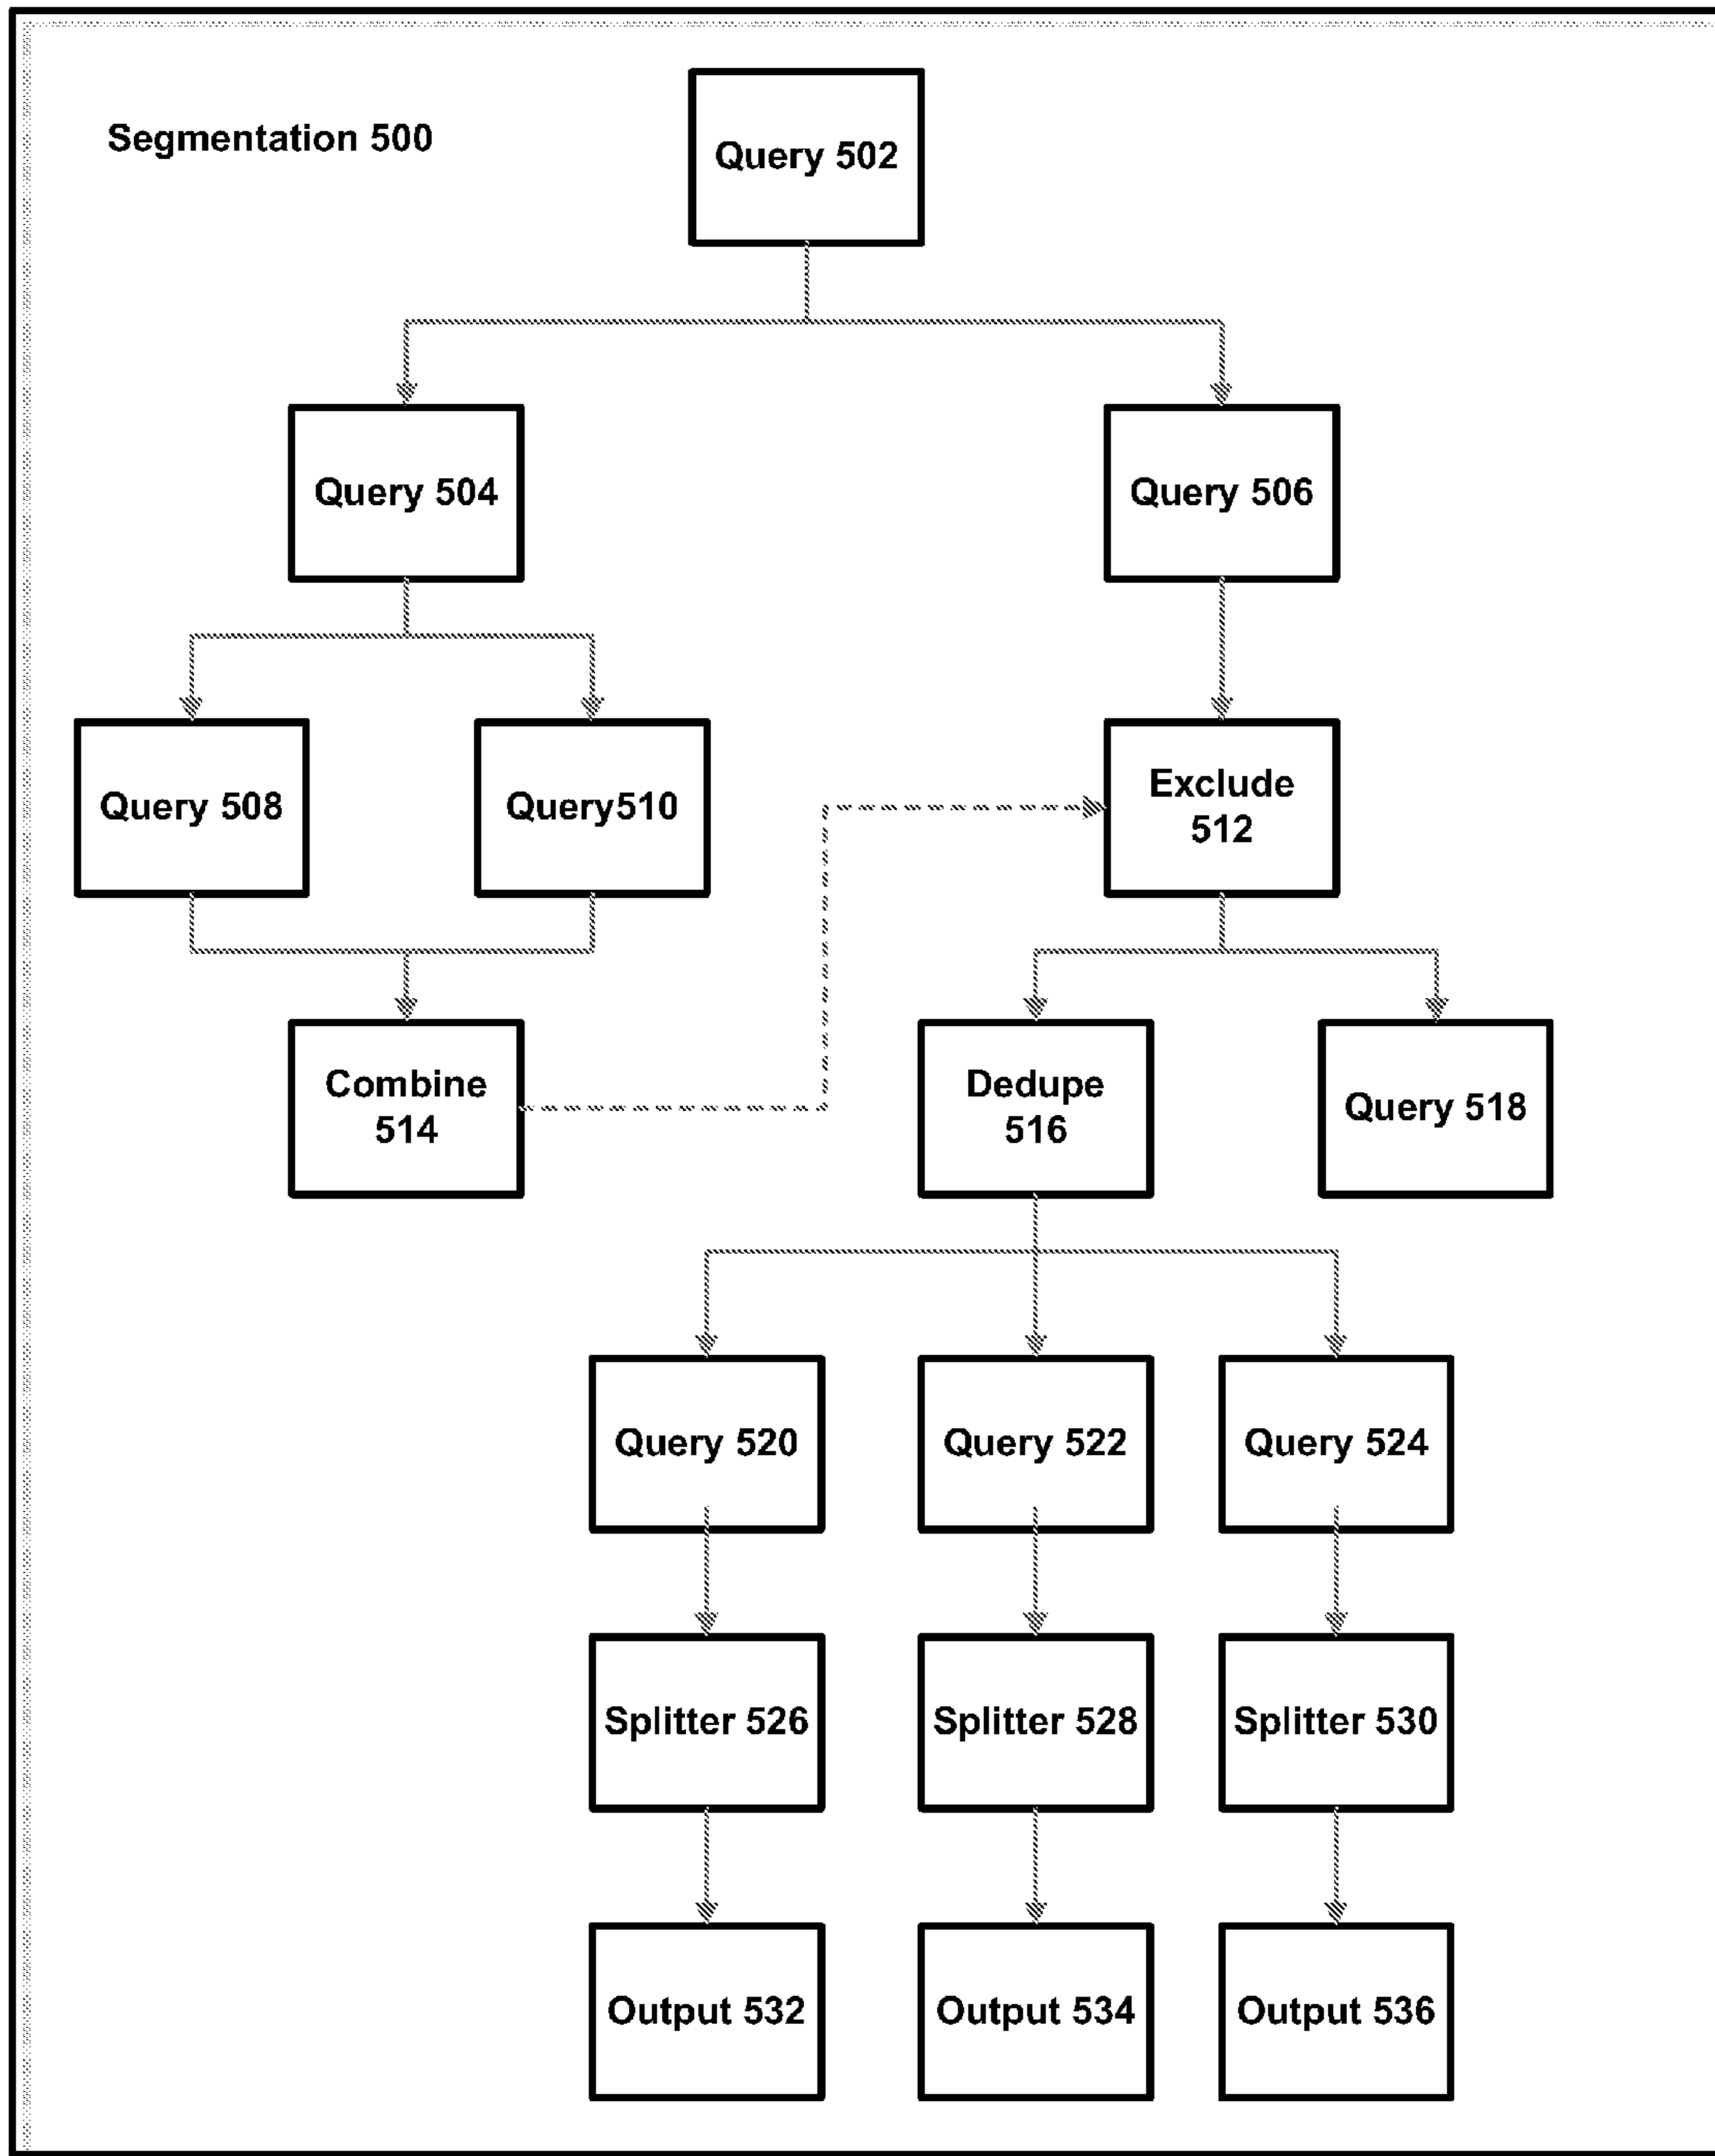 Segmentation 500
Query 502
Query 504
Query 506
Query 508
Query510
Exclude
512
Combine
514
Dedupe
516
Query 518
Query 520
Query 522
Query 524
Splitter 526
Splitter 528
Splitter 530
Output 532
Output 534
Output 536